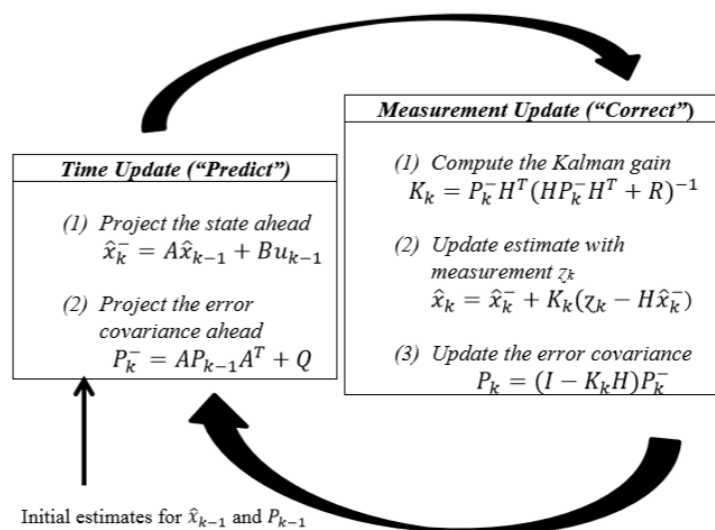 Time Update (“Predict”)
(1) Project the state ahead
x̂ₖ⁻ = Ax̂ₖ₋₁ + Buₖ₋₁
(2) Project the error
covariance ahead
Pₖ⁻ = APₖ₋₁Aᵀ + Q
Measurement Update (“Correct”)
(1) Compute the Kalman gain
Kₖ = Pₖ⁻Hᵀ(HPₖ⁻Hᵀ + R)⁻¹
(2) Update estimate with
measurement zₖ
x̂ₖ = x̂ₖ⁻ + Kₖ(zₖ − Hx̂ₖ⁻)
(3) Update the error covariance
Pₖ = (I − KₖH)Pₖ⁻
Initial estimates for x̂ₖ₋₁ and Pₖ₋₁